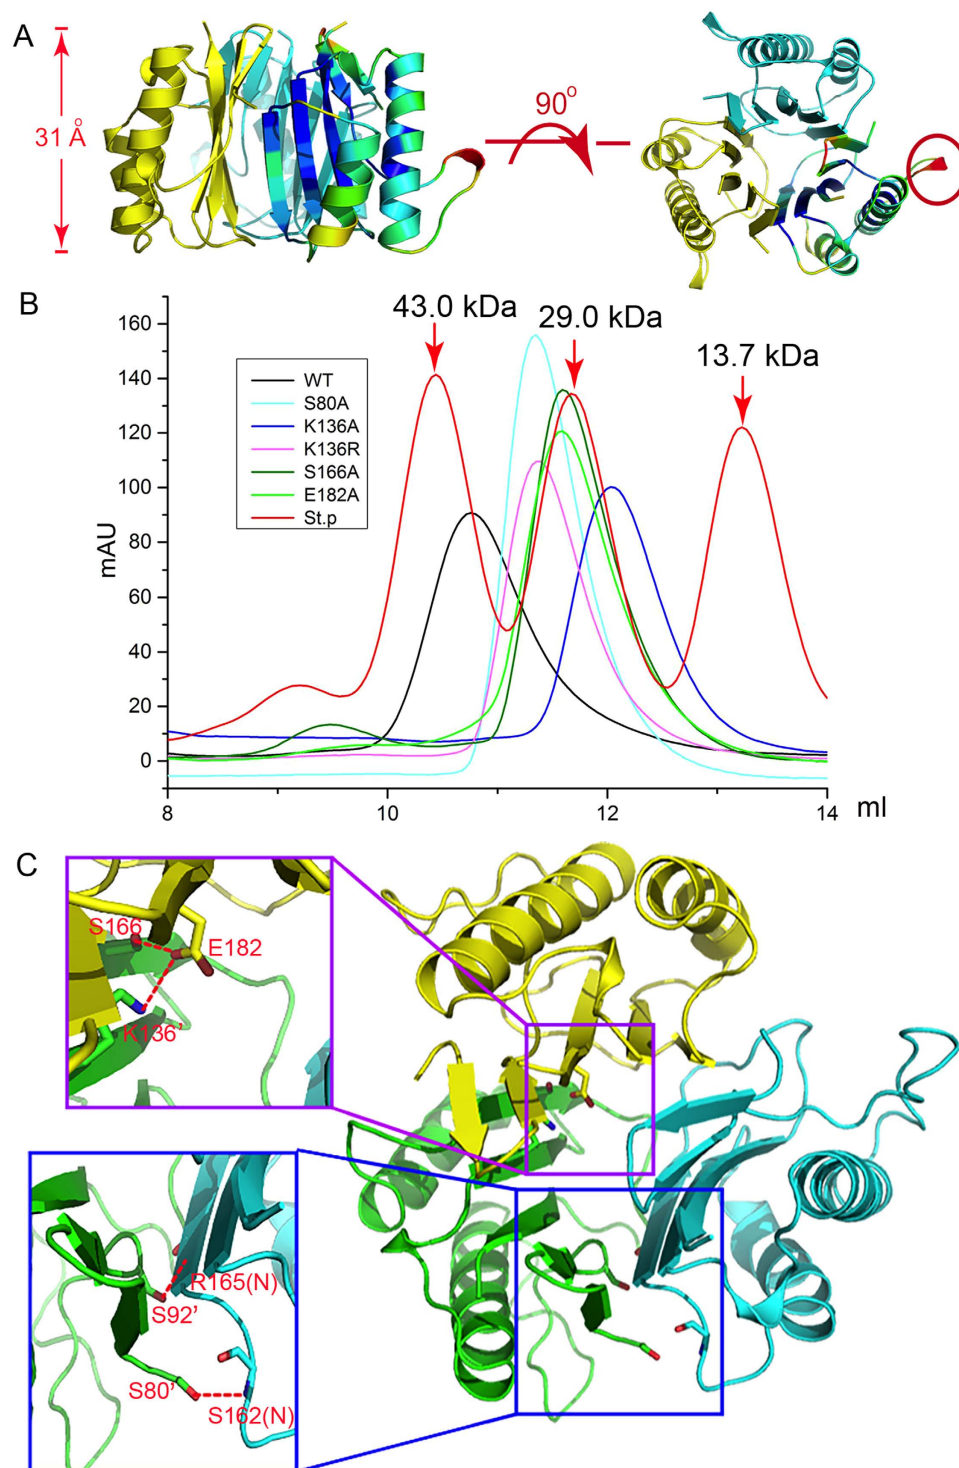 A
31 Å
90°
B
43.0 kDa
29.0 kDa
13.7 kDa
160
140
120
100
80
60
40
20
0
mAU
WT
S80A
K136A
K136R
S166A
E182A
St.p
8
10
12
14
ml
C
S166
E182
K136'
R165(N)
S92'
S80'
S162(N)